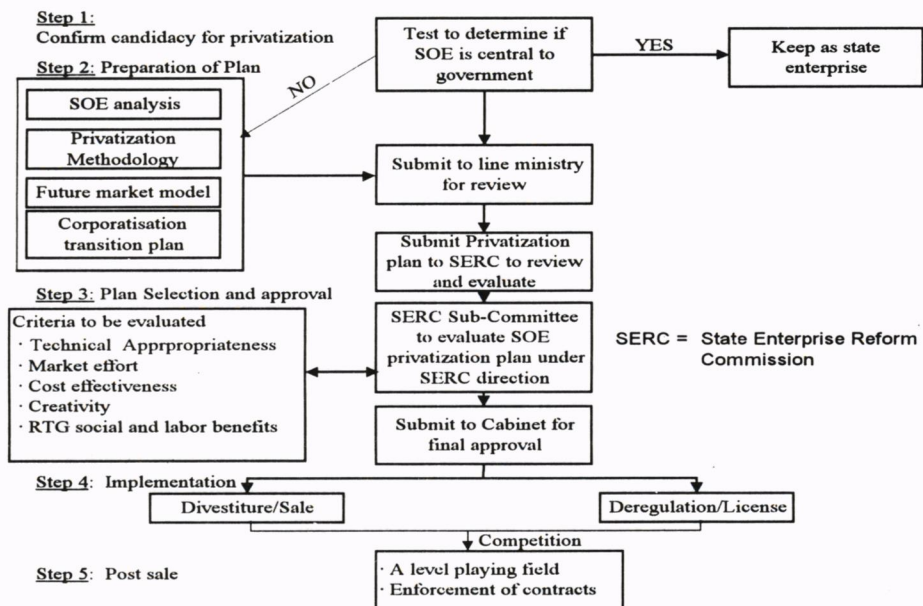 Step 1:
Confirm candidacy for privatization
Test to determine if
SOE is central to
government
YES
Keep as state
enterprise
Step 2: Preparation of Plan
NO
SOE analysis
Privatization
Methodology
Future market model
Corporatisation
transition plan
Submit to line ministry
for review
Submit Privatization
plan to SERC to review
and evaluate
Step 3: Plan Selection and approval
Criteria to be evaluated
· Technical Apprpropriateness
· Market effort
· Cost effectiveness
· Creativity
· RTG social and labor benefits
SERC Sub-Committee
to evaluate SOE
privatization plan under
SERC direction
SERC = State Enterprise Reform
Commission
Submit to Cabinet for
final approval
Step 4: Implementation
Divestiture/Sale
Deregulation/License
Competition
Step 5: Post sale
· A level playing field
· Enforcement of contracts